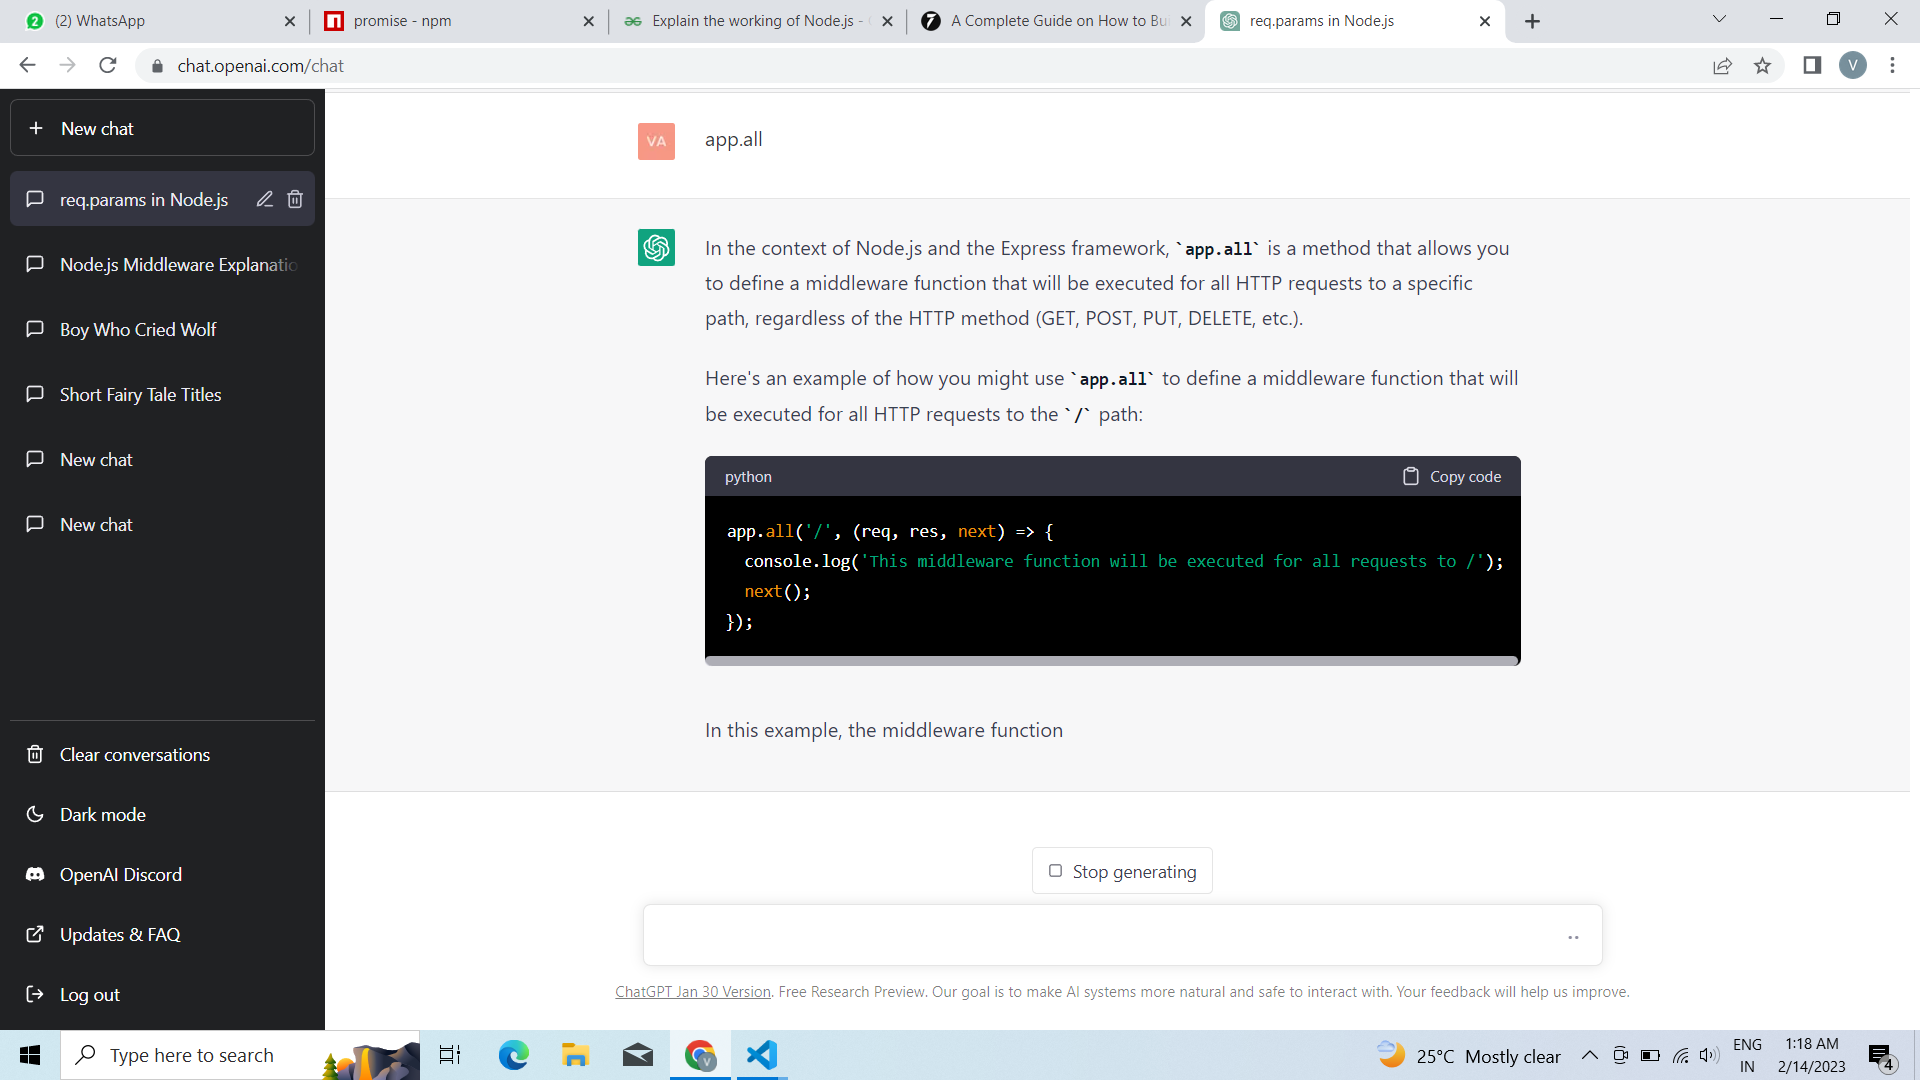 (2) WhatsApp
promise - npm
Explain the working of Node.js -
A Complete Guide on How to Bu
req.params in Node.js
chat.openai.com/chat
V
New chat
req.params in Node.js
Node.js Middleware Explanatio
Boy Who Cried Wolf
Short Fairy Tale Titles
New chat
New chat
Clear conversations
Dark mode
OpenAI Discord
Updates & FAQ
Log out
VA
app.all
In the context of Node.js and the Express framework, `app.all` is a method that allows you
to define a middleware function that will be executed for all HTTP requests to a specific
path, regardless of the HTTP method (GET, POST, PUT, DELETE, etc.).
Here's an example of how you might use `app.all` to define a middleware function that will
be executed for all HTTP requests to the `/` path:
python
Copy code
app.all('/', (req, res, next) => {
  console.log('This middleware function will be executed for all requests to /');
  next();
});
In this example, the middleware function
Stop generating
ChatGPT Jan 30 Version. Free Research Preview. Our goal is to make AI systems more natural and safe to interact with. Your feedback will help us improve.
Type here to search
V
25°C Mostly clear
ENG
IN
1:18 AM
2/14/2023
4